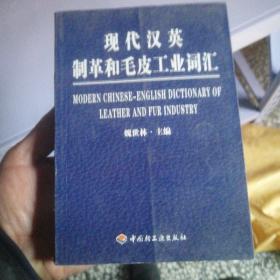 现代汉英
制革和毛皮工业词汇
MODERN CHINESE-ENGLISH DICTIONARY OF
LEATHER AND FUR INDUSTRY
魏世林·主编
中国轻工业出版社